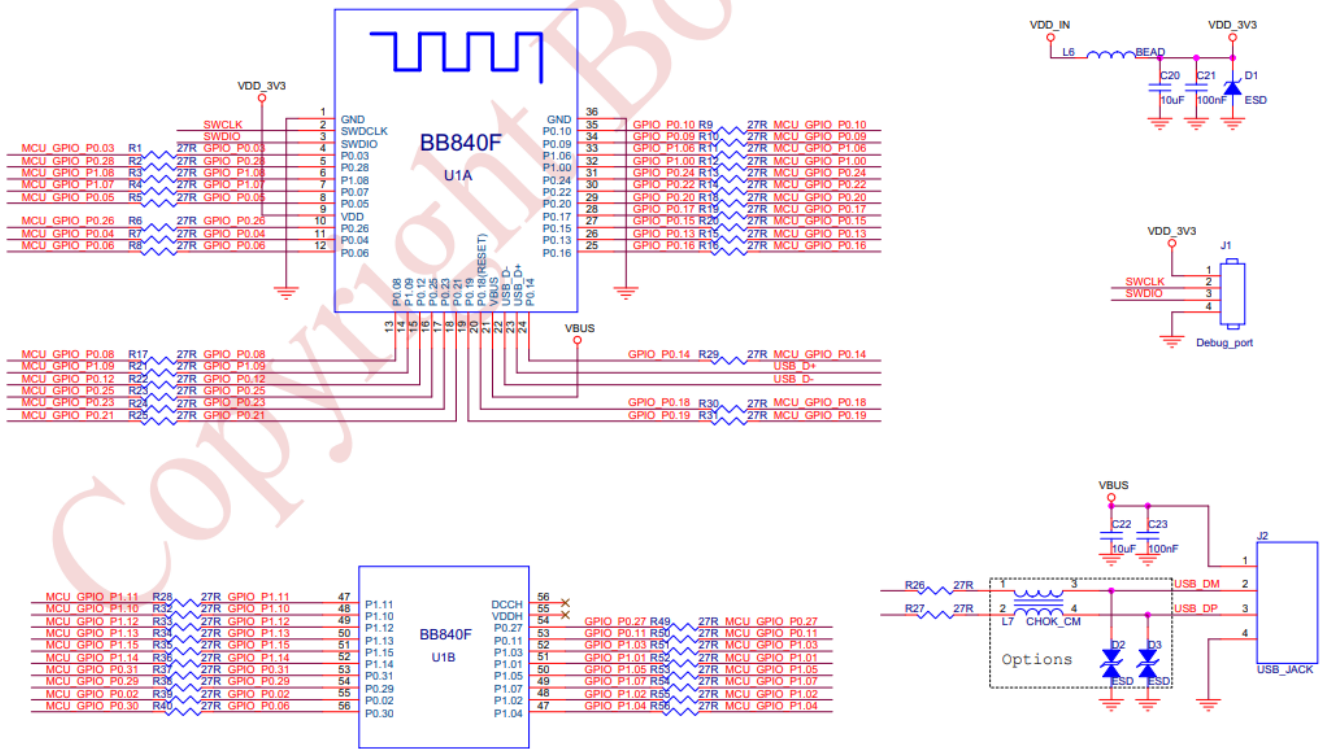 VDD_IN
VDD_3V3
L6
BEAD
C20
C21
D1
10uF
100nF
ESD
VDD_3V3
SWCLK
SWDIO
MCU_GPIO_P0.03 R1 27R GPIO_P0.03
MCU_GPIO_P0.28 R2 27R GPIO_P0.28
MCU_GPIO_P1.08 R3 27R GPIO_P1.08
MCU_GPIO_P1.07 R4 27R GPIO_P1.07
MCU_GPIO_P0.05 R5 27R GPIO_P0.05
MCU_GPIO_P0.26 R6 27R GPIO_P0.26
MCU_GPIO_P0.04 R7 27R GPIO_P0.04
MCU_GPIO_P0.06 R8 27R GPIO_P0.06
1 GND
2 SWDCLK
3 SWDIO
4 P0.03
5 P0.28
6 P1.08
7 P0.07
8 P0.05
9 VDD
10 P0.26
11 P0.04
12 P0.06
BB840F
U1A
GND 36
P0.10 35
P0.09 34
P1.06 33
P1.00 32
P0.24 31
P0.22 30
P0.20 29
P0.17 28
P0.15 27
P0.13 26
P0.16 25
GPIO_P0.10 R9 27R MCU_GPIO_P0.10
GPIO_P0.09 R10 27R MCU_GPIO_P0.09
GPIO_P1.06 R11 27R MCU_GPIO_P1.06
GPIO_P1.00 R12 27R MCU_GPIO_P1.00
GPIO_P0.24 R13 27R MCU_GPIO_P0.24
GPIO_P0.22 R14 27R MCU_GPIO_P0.22
GPIO_P0.20 R18 27R MCU_GPIO_P0.20
GPIO_P0.17 R19 27R MCU_GPIO_P0.17
GPIO_P0.15 R20 27R MCU_GPIO_P0.15
GPIO_P0.13 R15 27R MCU_GPIO_P0.13
GPIO_P0.16 R16 27R MCU_GPIO_P0.16
P0.08 13
P1.09 14
P0.12 15
P0.25 16
P0.23 17
P0.21 18
P0.19 19
P0.18(RESET) 20
VBUS 21
USB_D- 22
USB_D+ 23
P0.14 24
VDD_3V3
J1
1
SWCLK 2
SWDIO 3
4
Debug_port
VBUS
MCU_GPIO_P0.08 R17 27R GPIO_P0.08
MCU_GPIO_P1.09 R21 27R GPIO_P1.09
MCU_GPIO_P0.12 R22 27R GPIO_P0.12
MCU_GPIO_P0.25 R23 27R GPIO_P0.25
MCU_GPIO_P0.23 R24 27R GPIO_P0.23
MCU_GPIO_P0.21 R25 27R GPIO_P0.21
GPIO_P0.14 R29 27R MCU_GPIO_P0.14
USB_D+
USB_D-
GPIO_P0.18 R30 27R MCU_GPIO_P0.18
GPIO_P0.19 R31 27R MCU_GPIO_P0.19
MCU_GPIO_P1.11 R28 27R GPIO_P1.11
MCU_GPIO_P1.10 R32 27R GPIO_P1.10
MCU_GPIO_P1.12 R33 27R GPIO_P1.12
MCU_GPIO_P1.13 R34 27R GPIO_P1.13
MCU_GPIO_P1.15 R35 27R GPIO_P1.15
MCU_GPIO_P1.14 R36 27R GPIO_P1.14
MCU_GPIO_P0.31 R37 27R GPIO_P0.31
MCU_GPIO_P0.29 R38 27R GPIO_P0.29
MCU_GPIO_P0.02 R39 27R GPIO_P0.02
MCU_GPIO_P0.30 R40 27R GPIO_P0.06
47 P1.11
48 P1.10
49 P1.12
50 P1.13
51 P1.15
52 P1.14
53 P0.31
54 P0.29
55 P0.02
56 P0.30
BB840F
U1B
DCCH 56
VDDH 55
P0.27 54
P0.11 53
P1.03 52
P1.01 51
P1.05 50
P1.07 49
P1.02 48
P1.04 47
GPIO_P0.27 R49 27R MCU_GPIO_P0.27
GPIO_P0.11 R50 27R MCU_GPIO_P0.11
GPIO_P1.03 R51 27R MCU_GPIO_P1.03
GPIO_P1.01 R52 27R MCU_GPIO_P1.01
GPIO_P1.05 R53 27R MCU_GPIO_P1.05
GPIO_P1.07 R54 27R MCU_GPIO_P1.07
GPIO_P1.02 R55 27R MCU_GPIO_P1.02
GPIO_P1.04 R56 27R MCU_GPIO_P1.04
VBUS
C22
C23
10uF
100nF
J2
1
R26 27R 1 3 USB_DM 2
R27 27R 2 4 USB_DP 3
L7 CHOK_CM
4
D2
D3
Options
ESD
ESD
USB_JACK
Copyright Bo